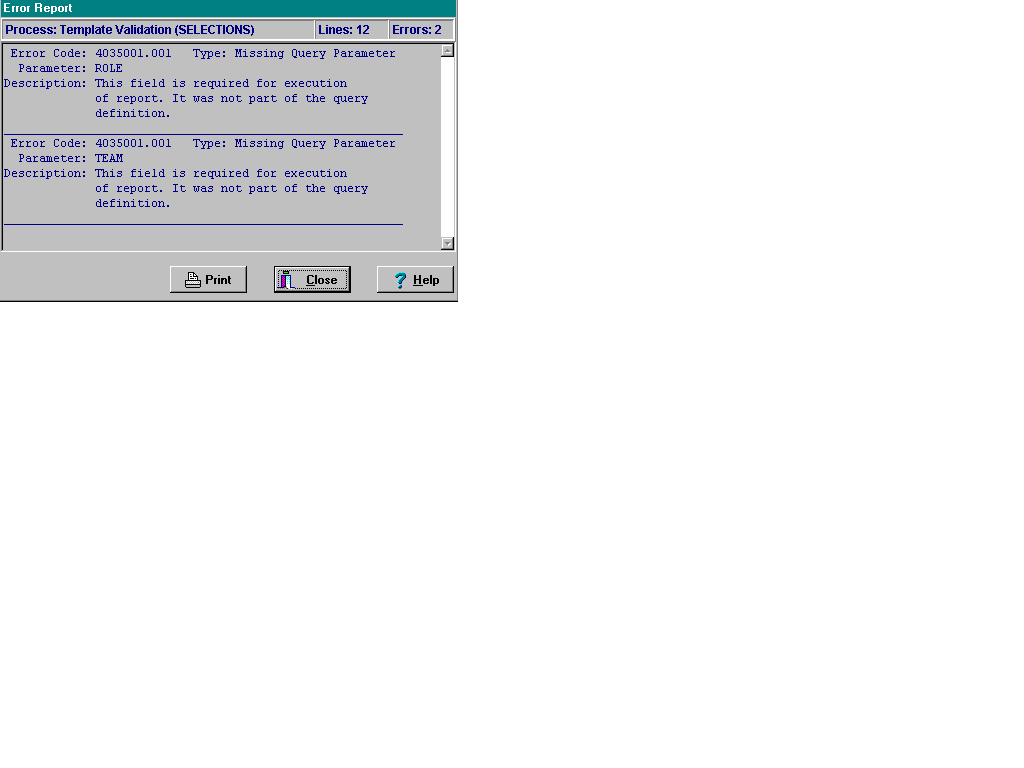 Error Report
Process: Template Validation (SELECTIONS) Lines: 12 Errors: 2
Error Code: 4035001.001 Type: Missing Query Parameter
Parameter: ROLE
Description: This field is required for execution
of report. It was not part of the query
definition.
Error Code: 4035001.001 Type: Missing Query Parameter
Parameter: TEAM
Description: This field is required for execution
of report. It was not part of the query
definition.
Print Close ? Help